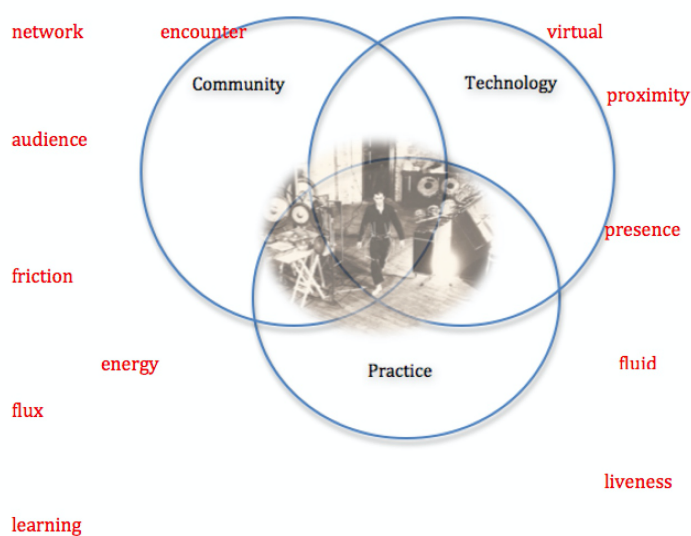 network
encounter
virtual
Community
Technology
proximity
audience
presence
friction
energy
Practice
fluid
flux
liveness
learning